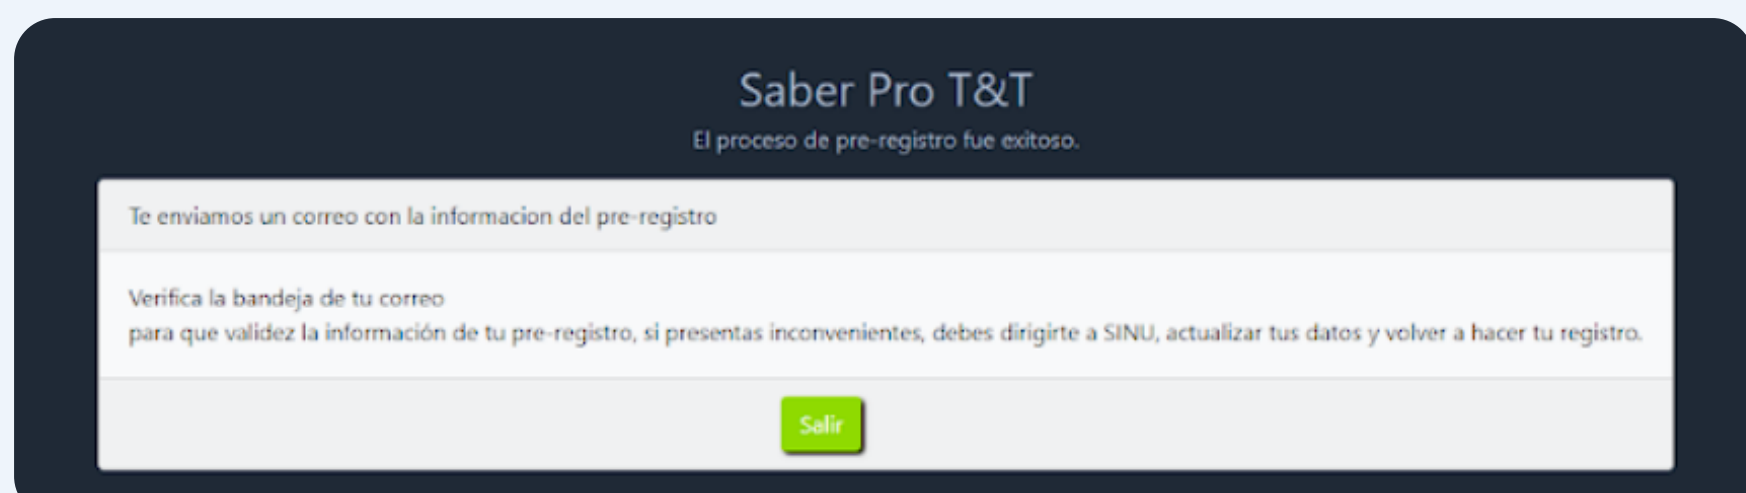 Saber Pro T&T
El proceso de pre-registro fue exitoso.
Te enviamos un correo con la informacion del pre-registro
Verifica la bandeja de tu correo
para que validez la información de tu pre-registro, si presentas inconvenientes, debes dirigirte a SINU, actualizar tus datos y volver a hacer tu registro.
Salir